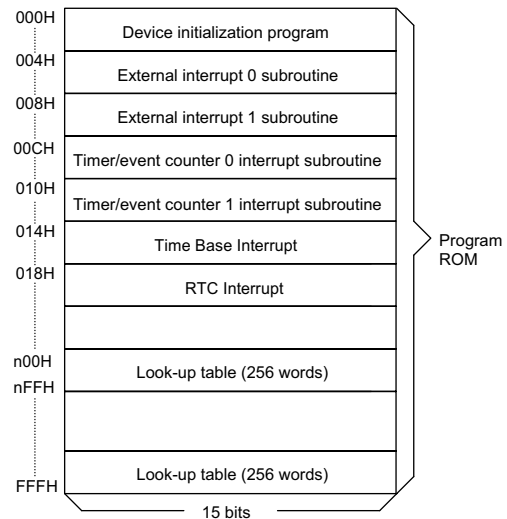 000H
Device initialization program
004H
External interrupt 0 subroutine
008H
External interrupt 1 subroutine
00CH
Timer/event counter 0 interrupt subroutine
010H
Timer/event counter 1 interrupt subroutine
014H
Time Base Interrupt
018H
RTC Interrupt
Program
ROM
n00H
Look-up table (256 words)
nFFH
Look-up table (256 words)
FFFH
15 bits